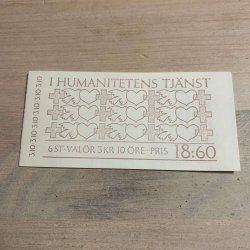 I HUMANITETENS TJÄNST
6 ST·VALÖR 3 KR 10 ÖRE·PRIS 18:60
3.10 3.10 3.10 3.10 3.10 3.10